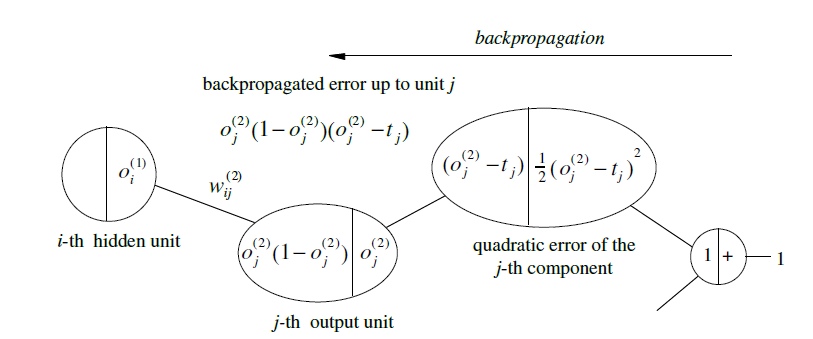 backpropagation
backpropagated error up to unit j
o_j^(2)(1−o_j^(2))(o_j^(2)−t_j)
o_i^(1)
w_ij^(2)
(o_j^(2)−t_j) 1/2(o_j^(2)−t_j)^2
i-th hidden unit
o_j^(2)(1−o_j^(2)) o_j^(2)
quadratic error of the
j-th component
1 + 1
j-th output unit